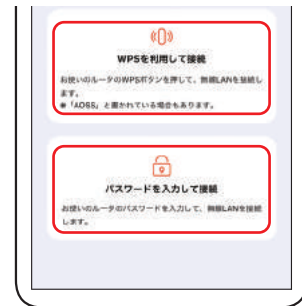 WPSを利用して接続
お使いのルータのWPSボタンを押して、無線LANを接続し
ます。
●「AOSS」と書かれている場合もあります。
パスワードを入力して接続
お使いのルータのパスワードを入力して、無線LANを接続
します。